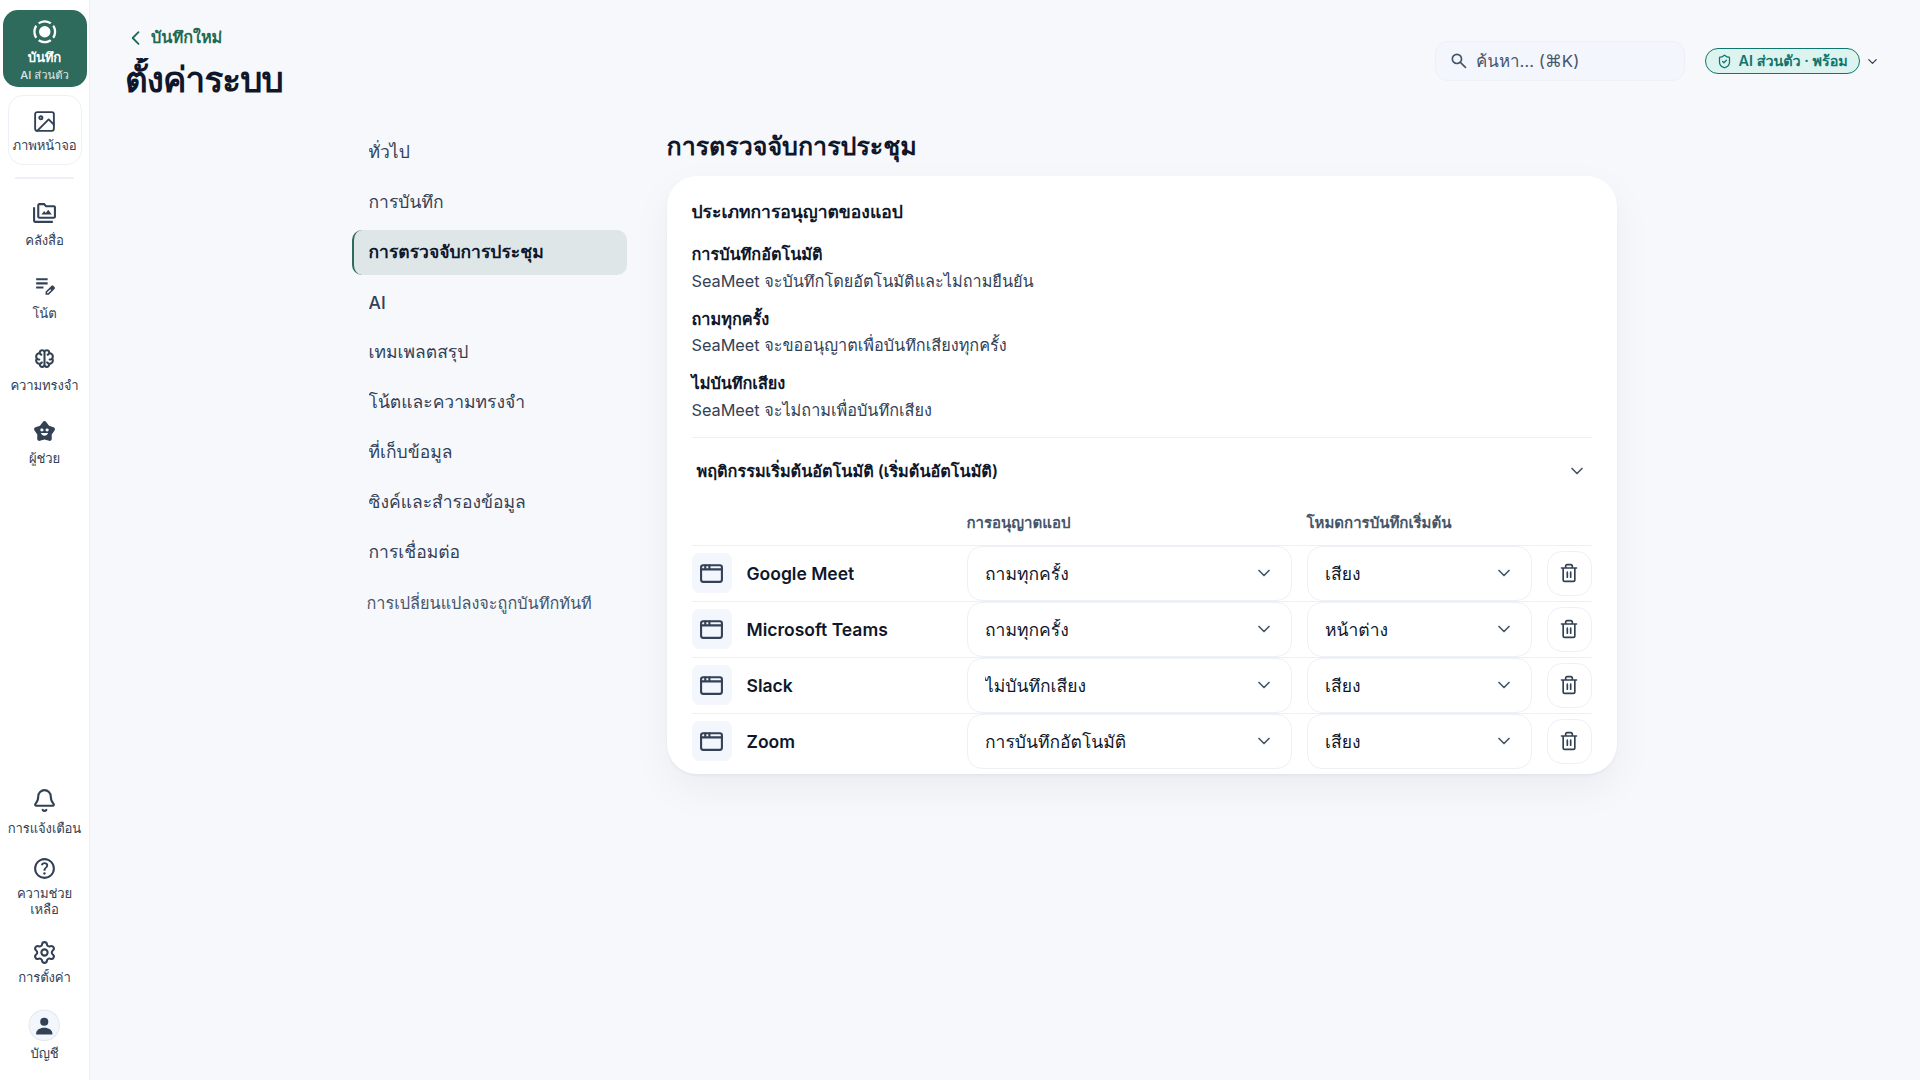 บันทึก
AI ส่วนตัว
ภาพหน้าจอ
คลังสื่อ
โน้ต
ความทรงจำ
ผู้ช่วย
การแจ้งเตือน
ความช่วย
เหลือ
การตั้งค่า
บัญชี
บันทึกใหม่
ตั้งค่าระบบ
ค้นหา... (⌘K)
AI ส่วนตัว · พร้อม
ทั่วไป
การบันทึก
การตรวจจับการประชุม
AI
เทมเพลตสรุป
โน้ตและความทรงจำ
ที่เก็บข้อมูล
ซิงค์และสำรองข้อมูล
การเชื่อมต่อ
การเปลี่ยนแปลงจะถูกบันทึกทันที
การตรวจจับการประชุม
ประเภทการอนุญาตของแอป
การบันทึกอัตโนมัติ
SeaMeet จะบันทึกโดยอัตโนมัติและไม่ถามยืนยัน
ถามทุกครั้ง
SeaMeet จะขออนุญาตเพื่อบันทึกเสียงทุกครั้ง
ไม่บันทึกเสียง
SeaMeet จะไม่ถามเพื่อบันทึกเสียง
พฤติกรรมเริ่มต้นอัตโนมัติ (เริ่มต้นอัตโนมัติ)
การอนุญาตแอป โหมดการบันทึกเริ่มต้น
Google Meet ถามทุกครั้ง เสียง
Microsoft Teams ถามทุกครั้ง หน้าต่าง
Slack ไม่บันทึกเสียง เสียง
Zoom การบันทึกอัตโนมัติ เสียง